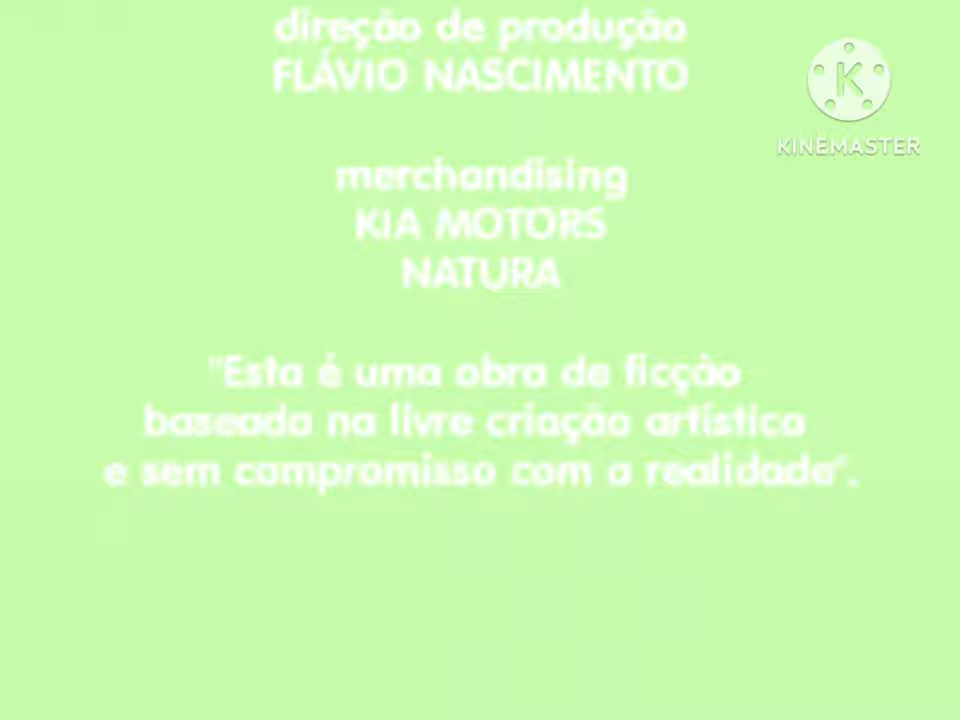 direção de produção
FLÁVIO NASCIMENTO
K
KINEMASTER
merchandising
KIA MOTORS
NATURA
"Esta é uma obra de ficção
baseada na livre criação artística
e sem compromisso com a realidade".